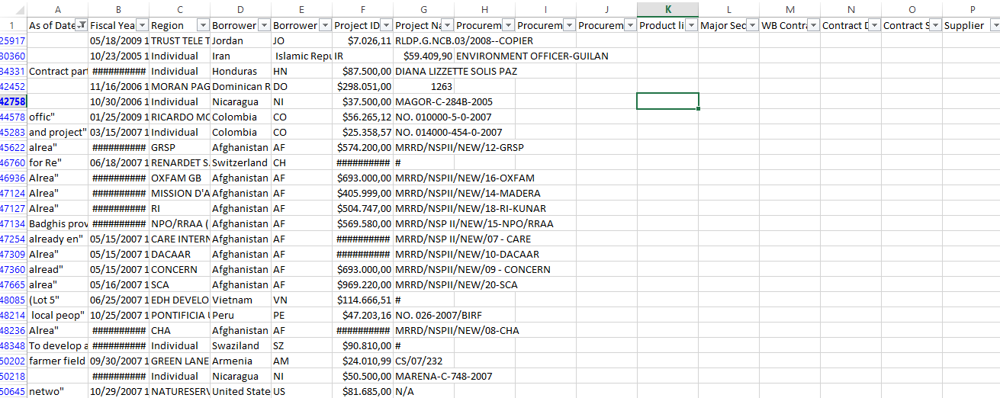 A B C D E F G H I J K L M N O P
1 As of Date Fiscal Yea Region Borrower Borrower Project ID Project Na Procurem Procurem Procurem Product li Major Sec WB Contra Contract D Contract S Supplier
25917 05/18/2009 1 TRUST TELE T Jordan JO $7.026,11 RLDP.G.NCB.03/2008--COPIER
30360 10/23/2005 1 Individual Iran Islamic Repu IR $59.409,90 ENVIRONMENT OFFICER-GUILAN
34331 Contract part ########## Individual Honduras HN $87.500,00 DIANA LIZZETTE SOLIS PAZ
42452 11/16/2006 1 MORAN PAG Dominican R DO $298.051,00 1263
42758 10/30/2006 1 Individual Nicaragua NI $37.500,00 MAGOR-C-284B-2005
44578 offic" 01/25/2009 1 RICARDO MC Colombia CO $56.265,12 NO. 010000-5-0-2007
45283 and project" 03/15/2007 1 Individual Colombia CO $25.358,57 NO. 014000-454-0-2007
45622 alrea" ########## GRSP Afghanistan AF $574.200,00 MRRD/NSPII/NEW/12-GRSP
46760 for Re" 06/18/2007 1 RENARDET S. Switzerland CH ########## #
46936 Alrea" ########## OXFAM GB Afghanistan AF $693.000,00 MRRD/NSPII/NEW/16-OXFAM
47124 Alrea" ########## MISSION D'A Afghanistan AF $405.999,00 MRRD/NSPII/NEW/14-MADERA
47127 Alrea" ########## RI Afghanistan AF $504.747,00 MRRD/NSPII/NEW/18-RI-KUNAR
47134 Badghis prov ########## NPO/RRAA ( Afghanistan AF $569.580,00 MRRD/NSP II/NEW/15-NPO/RRAA
47254 already en" 05/15/2007 1 CARE INTERN Afghanistan AF ########## MRRD/NSP II/NEW/07 - CARE
47309 Alrea" 05/15/2007 1 DACAAR Afghanistan AF ########## MRRD/NSPII/NEW/10-DACAAR
47360 alread" 05/15/2007 1 CONCERN Afghanistan AF $693.000,00 MRRD/NSPII/NEW/09 - CONCERN
47665 alrea" 05/16/2007 1 SCA Afghanistan AF $969.220,00 MRRD/NSPII/NEW/20-SCA
48085 (Lot 5" 06/25/2007 1 EDH DEVELO Vietnam VN $114.666,51 #
48214 local peop" 10/25/2007 1 PONTIFICIA U Peru PE $47.203,16 NO. 026-2007/BIRF
48236 Alrea" ########## CHA Afghanistan AF ########## MRRD/NSPII/NEW/08-CHA
48348 To develop a ########## Individual Swaziland SZ $90.810,00 #
50202 farmer field 09/30/2007 1 GREEN LANE Armenia AM $24.010,99 CS/07/232
50218 ########## Individual Nicaragua NI $50.500,00 MARENA-C-748-2007
50645 netwo" 10/29/2007 1 NATURESERV United State US $81.685,00 N/A